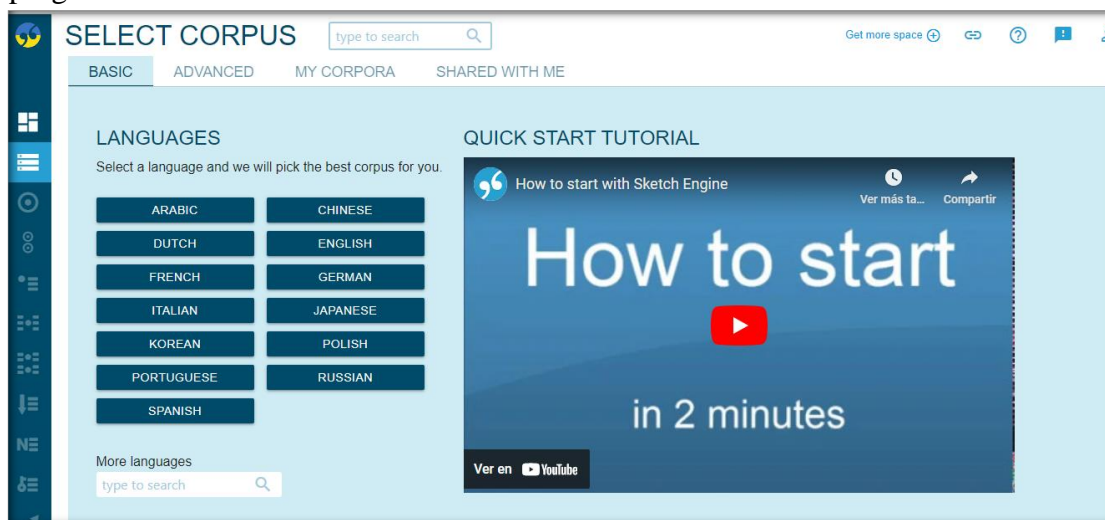 SELECT CORPUS
type to search
Get more space
BASIC
ADVANCED
MY CORPORA
SHARED WITH ME
LANGUAGES
Select a language and we will pick the best corpus for you.
ARABIC
CHINESE
DUTCH
ENGLISH
FRENCH
GERMAN
ITALIAN
JAPANESE
KOREAN
POLISH
PORTUGUESE
RUSSIAN
SPANISH
More languages
type to search
QUICK START TUTORIAL
How to start with Sketch Engine
Ver más ta...
Compartir
How to start
in 2 minutes
Ver en YouTube